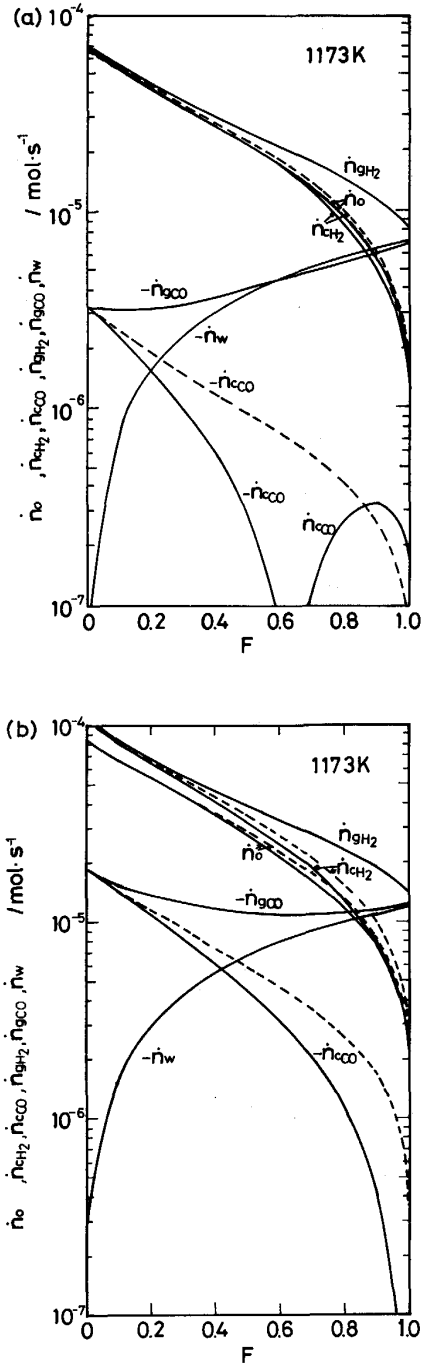 (a)
10⁻⁴
1173K
ṅgH₂
ṅo
ṅcH₂
10⁻⁵
-ṅgCO
-ṅw
-ṅcCO
10⁻⁶
-ṅcCO
ṅcCO
10⁻⁷
0 0.2 0.4 0.6 0.8 1.0
F
ṅo , ṅcH₂, ṅcCO , ṅgH₂, ṅgCO, ṅw / mol·s⁻¹
(b)
10⁻⁴
1173K
ṅgH₂
ṅo
ṅcH₂
-ṅgCO
10⁻⁵
-ṅw
-ṅcCO
10⁻⁶
10⁻⁷
0 0.2 0.4 0.6 0.8 1.0
F
ṅo , ṅcH₂, ṅcCO, ṅgH₂, ṅgCO, ṅw / mol·s⁻¹